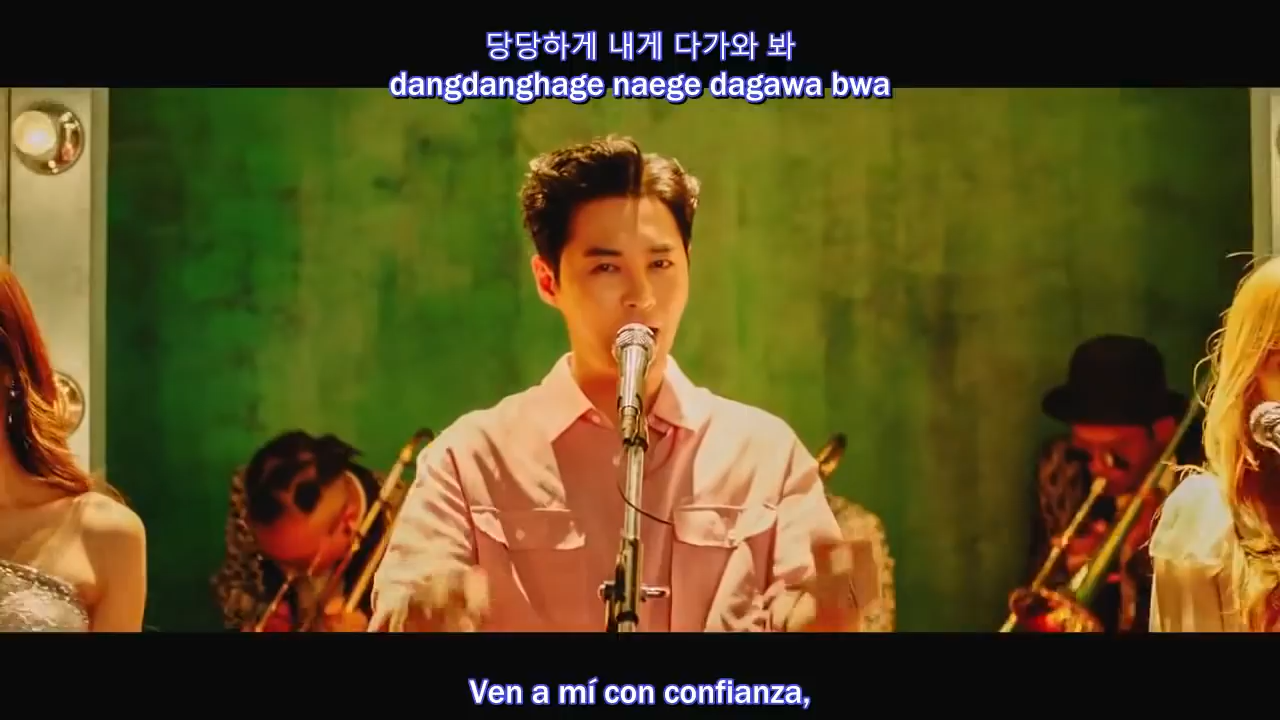 당당하게 내게 다가와 봐
dangdanghage naege dagawa bwa
Ven a mí con confianza,